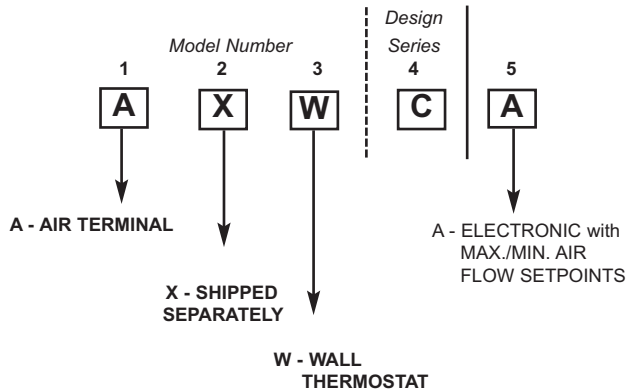 Design
Model Number Series
1 2 3 4 5
A X W C A
A - AIR TERMINAL
A - ELECTRONIC with
MAX./MIN. AIR
FLOW SETPOINTS
X - SHIPPED
SEPARATELY
W - WALL
THERMOSTAT